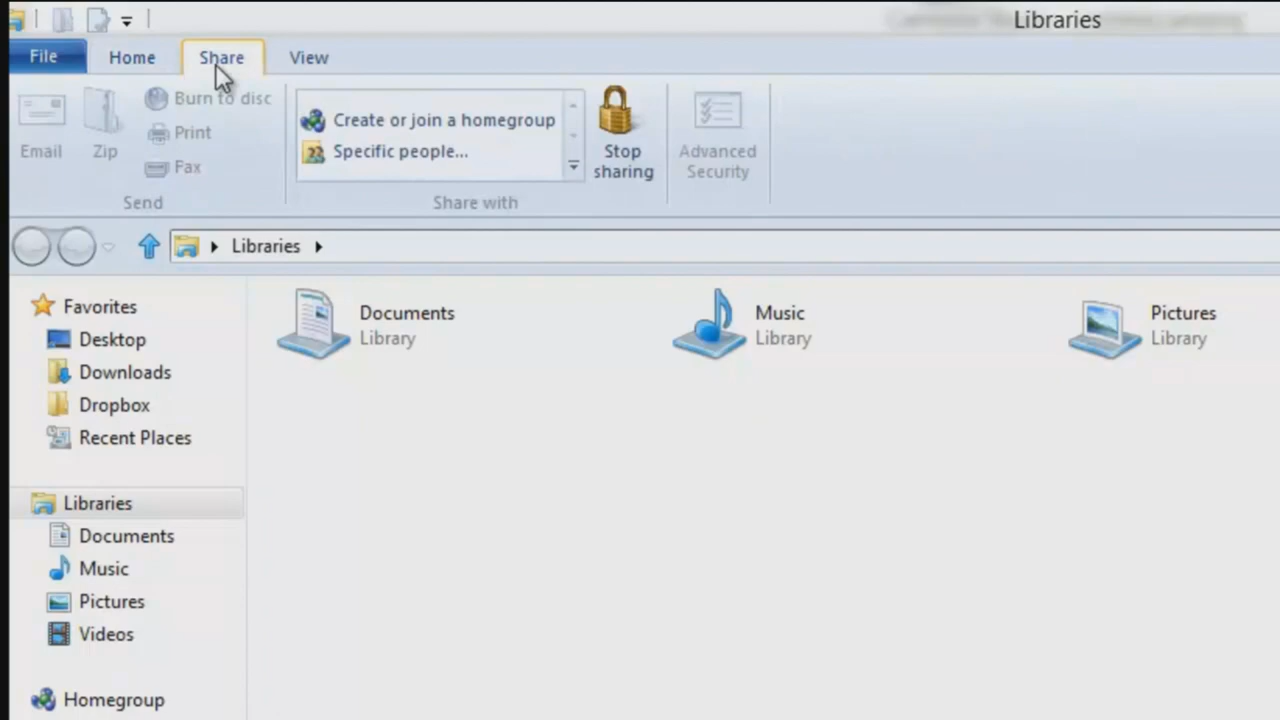 Libraries
File Home Share View
Burn to disc
Print
Fax
Email Zip
Send
Create or join a homegroup
Specific people...
Share with
Stop
sharing
Advanced
Security
Libraries
Favorites
Desktop
Downloads
Dropbox
Recent Places
Libraries
Documents
Music
Pictures
Videos
Homegroup
Documents
Library
Music
Library
Pictures
Library